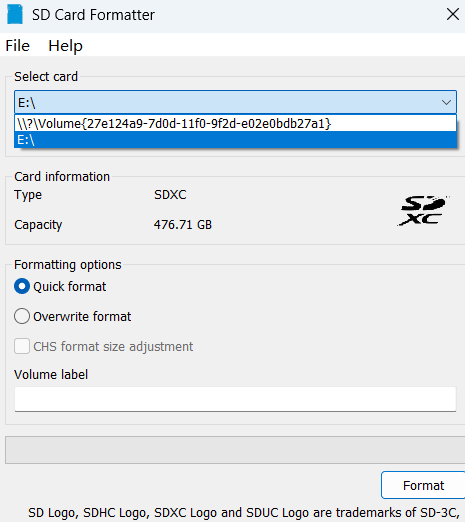 SD Card Formatter
File Help
Select card
E:\
\\?\Volume{27e124a9-7d0d-11f0-9f2d-e02e0bdb27a1}
E:\
Card information
Type SDXC
Capacity 476.71 GB
SD
XC
Formatting options
Quick format
Overwrite format
CHS format size adjustment
Volume label
Format
SD Logo, SDHC Logo, SDXC Logo and SDUC Logo are trademarks of SD-3C,